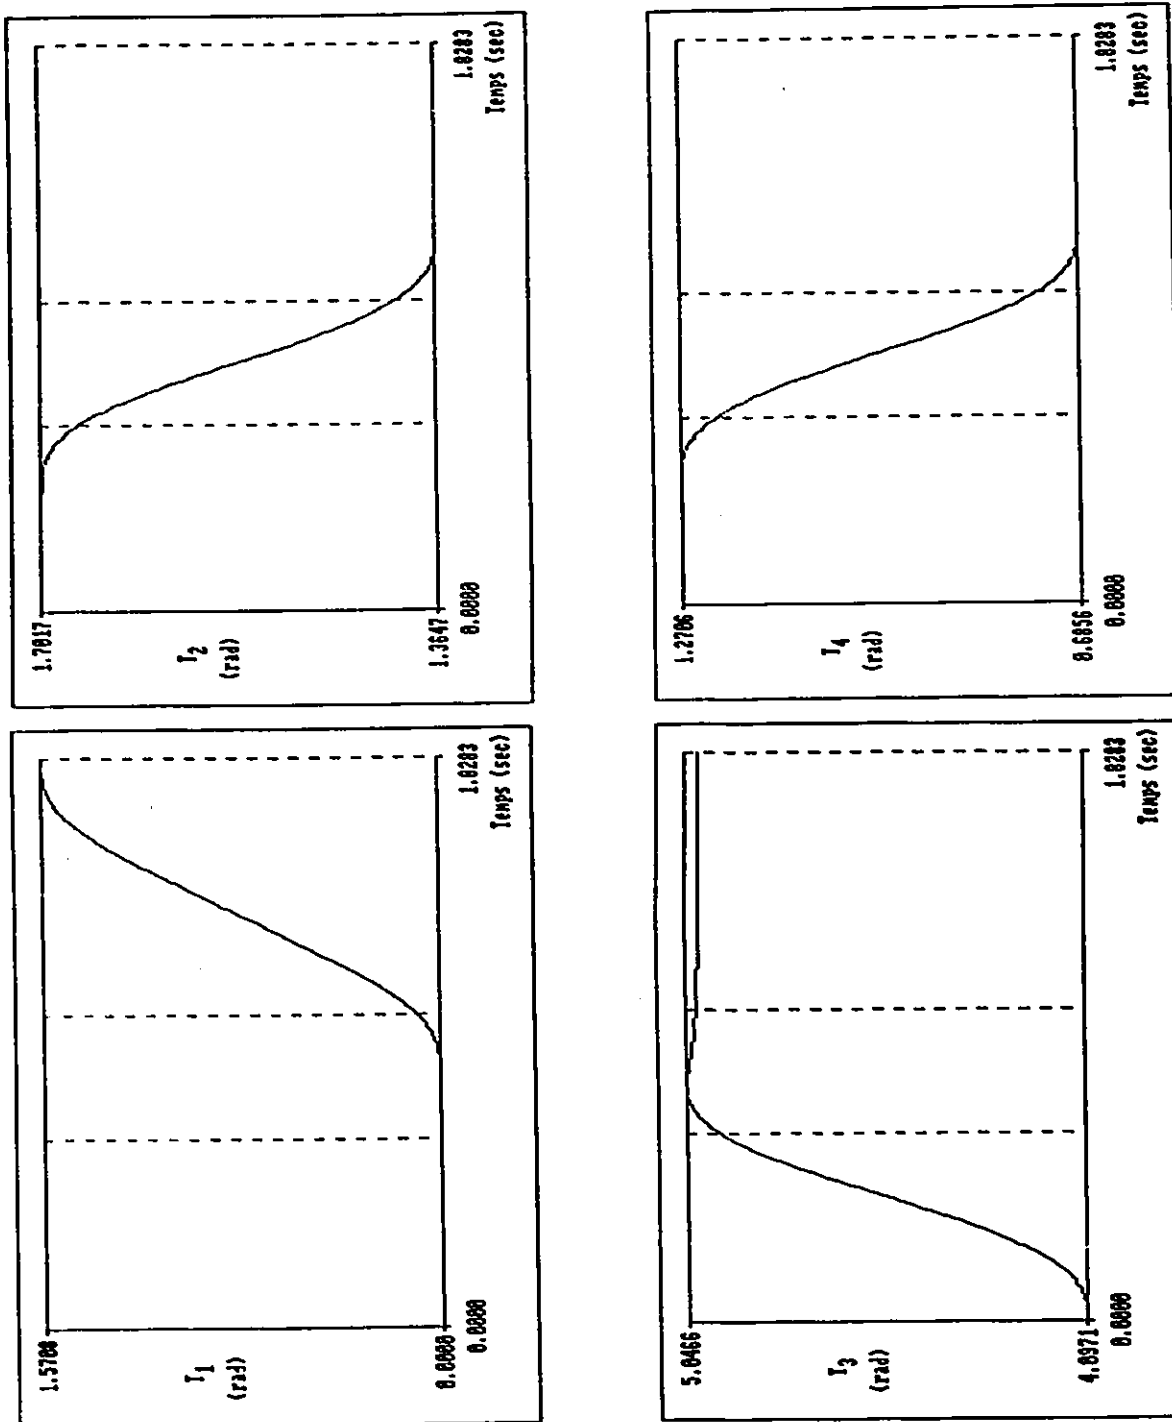 1.5708
T1
(rad)
0.0000
0.0000
1.0283
Temps (sec)
1.7017
T2
(rad)
1.3647
0.0000
1.0283
Temps (sec)
5.0466
T3
(rad)
4.0971
0.0000
1.0283
Temps (sec)
1.2706
T4
(rad)
0.6856
0.0000
1.0283
Temps (sec)